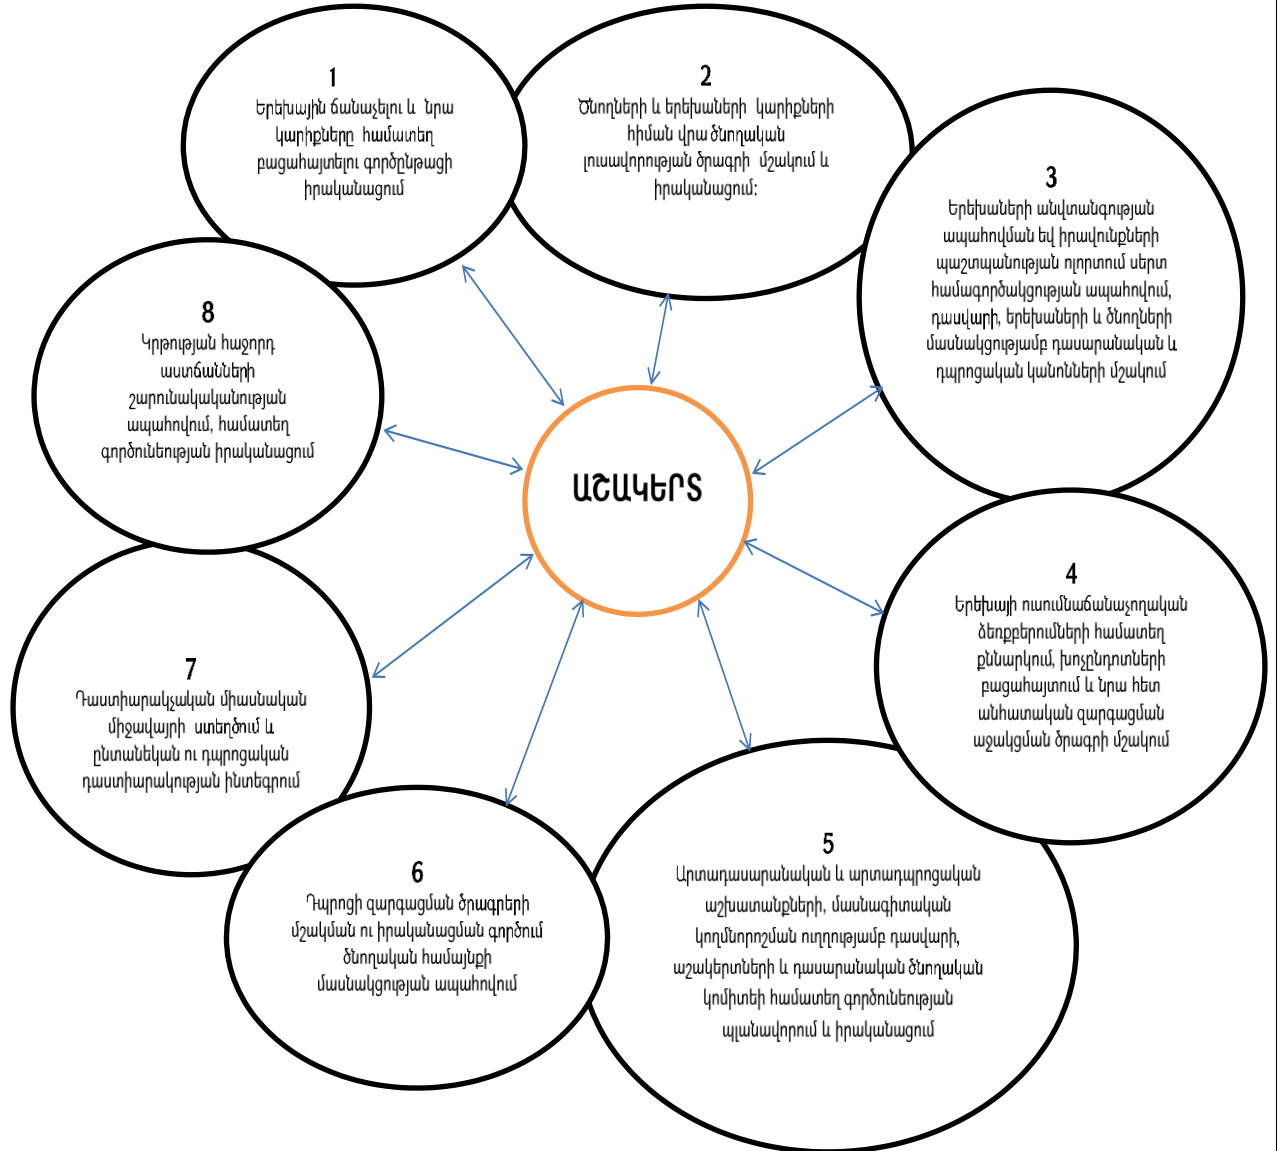 1
Երեխային ճանաչելու և նրա
կարիքները համատեղ
բացահայտելու գործընթացի
իրականացում
2
Ծնողների և երեխաների կարիքների
հիման վրա ծնողական
լուսավորության ծրագրի մշակում և
իրականացում:
3
Երեխաների անվտանգության
ապահովման եվ իրավունքների
պաշտպանության ոլորտում սերտ
համագործակցության ապահովում,
դասվարի, երեխաների և ծնողների
մասնակցությամբ դասարանական և
դպրոցական կանոնների մշակում
4
Երեխայի ուսումնաճանաչողական
ձեռքբերումների համատեղ
քննարկում, խոչընդոտների
բացահայտում և նրա հետ
անհատական զարգացման
աջակցման ծրագրի մշակում
5
Արտադասարանական և արտադպրոցական
աշխատանքների, մասնագիտական
կողմնորոշման ուղղությամբ դասվարի,
աշակերտների և դասարանական ծնողական
կոմիտեի համատեղ գործունեության
պլանավորում և իրականացում
6
Դպրոցի զարգացման ծրագրերի
մշակման ու իրականացման գործում
ծնողական համայնքի
մասնակցության ապահովում
7
Դաստիարակչական միասնական
միջավայրի ստեղծում և
ընտանեկան ու դպրոցական
դաստիարակության ինտեգրում
8
Կրթության հաջորդ
աստճանների
շարունակականության
ապահովում, համատեղ
գործունեության իրականացում
ԱՇԱԿԵՐՏ